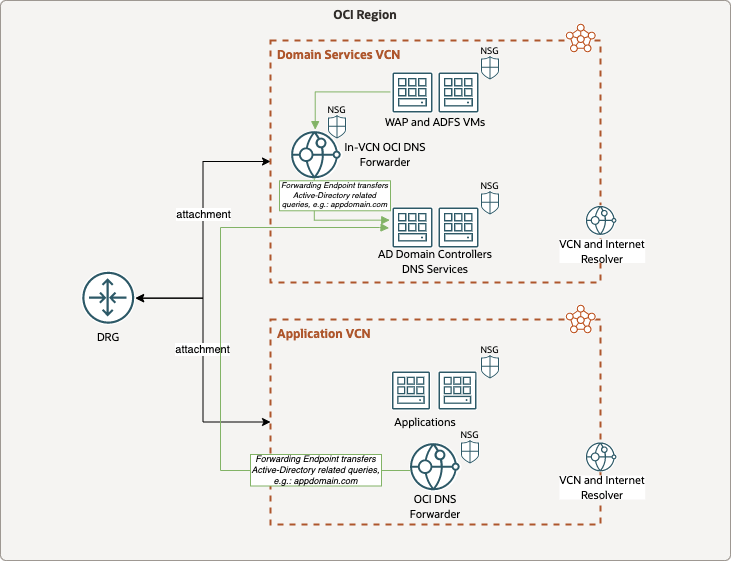 OCI Region
Domain Services VCN
NSG
WAP and ADFS VMs
NSG
In-VCN OCI DNS
Forwarder
Forwarding Endpoint transfers
Active-Directory related
queries, e.g.: appdomain.com
NSG
attachment
AD Domain Controllers
DNS Services
VCN and Internet
Resolver
DRG
Application VCN
attachment
NSG
Applications
NSG
Forwarding Endpoint transfers
Active-Directory related queries,
e.g.: appdomain.com
OCI DNS
Forwarder
VCN and Internet
Resolver